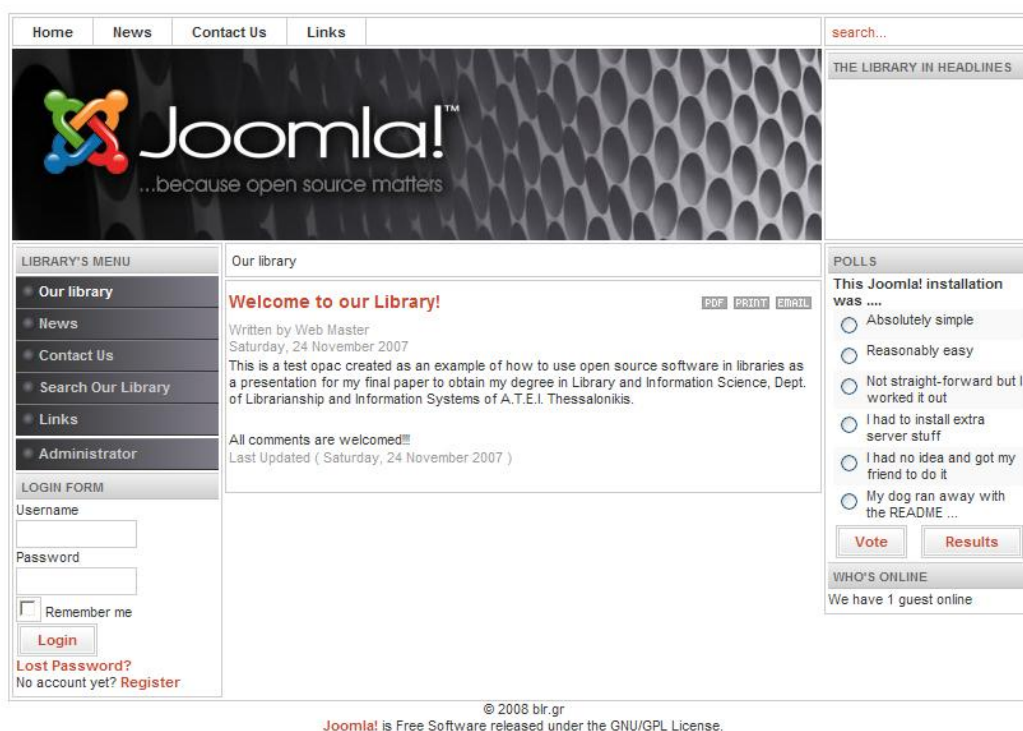 Home News Contact Us Links
search...
Joomla!™
...because open source matters
THE LIBRARY IN HEADLINES
LIBRARY'S MENU
Our library
News
Contact Us
Search Our Library
Links
Administrator
LOGIN FORM
Username
Password
Remember me
Login
Lost Password?
No account yet? Register
Our library
Welcome to our Library!
PDF PRINT EMAIL
Written by Web Master
Saturday, 24 November 2007
This is a test opac created as an example of how to use open source software in libraries as
a presentation for my final paper to obtain my degree in Library and Information Science, Dept.
of Librarianship and Information Systems of A.T.E.I. Thessalonikis.
All comments are welcomed!!!
Last Updated ( Saturday, 24 November 2007 )
POLLS
This Joomla! installation
was ....
Absolutely simple
Reasonably easy
Not straight-forward but I
worked it out
I had to install extra
server stuff
I had no idea and got my
friend to do it
My dog ran away with
the README ...
Vote Results
WHO'S ONLINE
We have 1 guest online
© 2008 blr.gr
Joomla! is Free Software released under the GNU/GPL License.